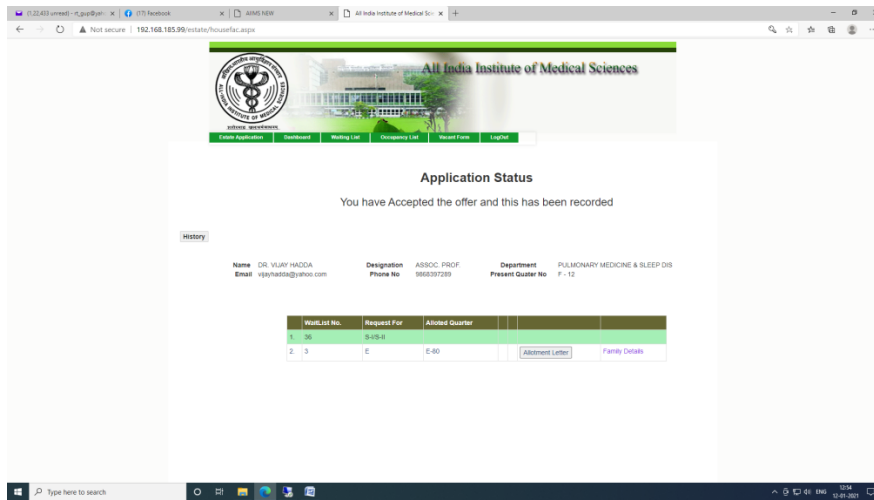 (1,22,433 unread) - rt_gup@yah
(17) Facebook
AIIMS NEW
All India Institute of Medical Scie
Not secure | 192.168.185.99/estate/housefac.aspx
All India Institute of Medical Sciences
Estate Application Dashboard Waiting List Occupancy List Vacant Form LogOut
Application Status
You have Accepted the offer and this has been recorded
History
Name DR. VIJAY HADDA Designation ASSOC. PROF Department PULMONARY MEDICINE & SLEEP DIS
Email vijayhadda@yahoo.com Phone No 9868397289 Present Quater No F - 12
WaitList No. Request For Alloted Quarter
1. 36 S-I/S-II
2. 3 E E-60 Allotment Letter Family Details
Type here to search
ENG 12:54
12-01-2021